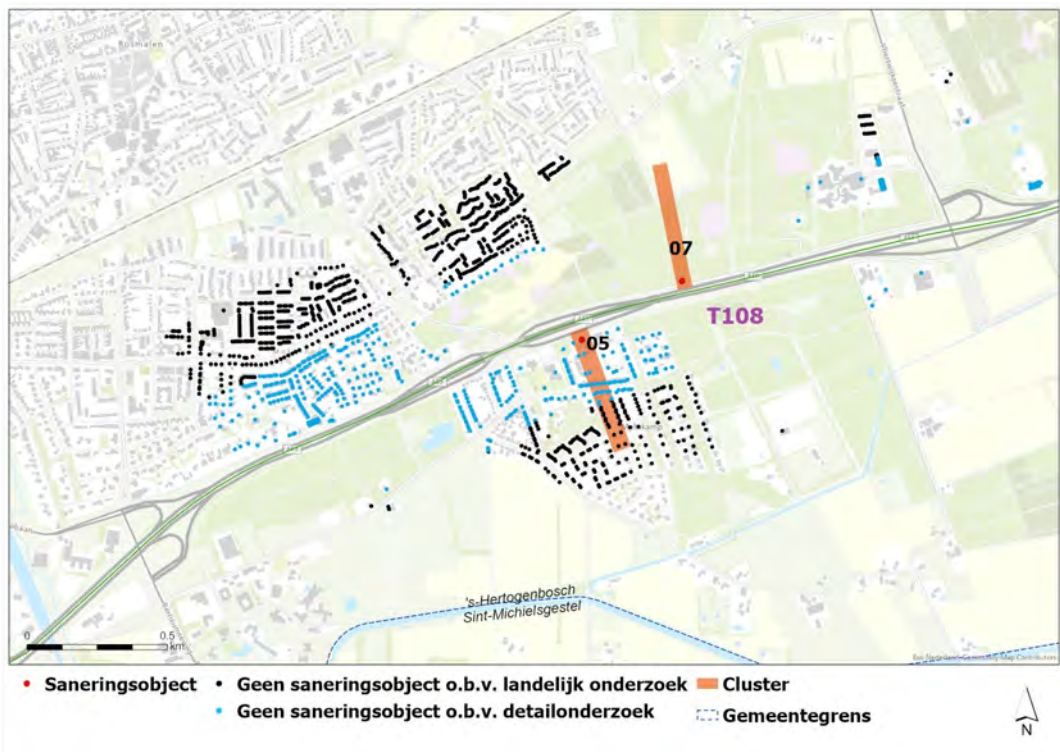 Rosmalen
07
T108
05
's-Hertogenbosch
Sint-Michielsgestel
0 0.5
km
Saneringsobject
Geen saneringsobject o.b.v. landelijk onderzoek
Cluster
Geen saneringsobject o.b.v. detailonderzoek
Gemeentegrens
N